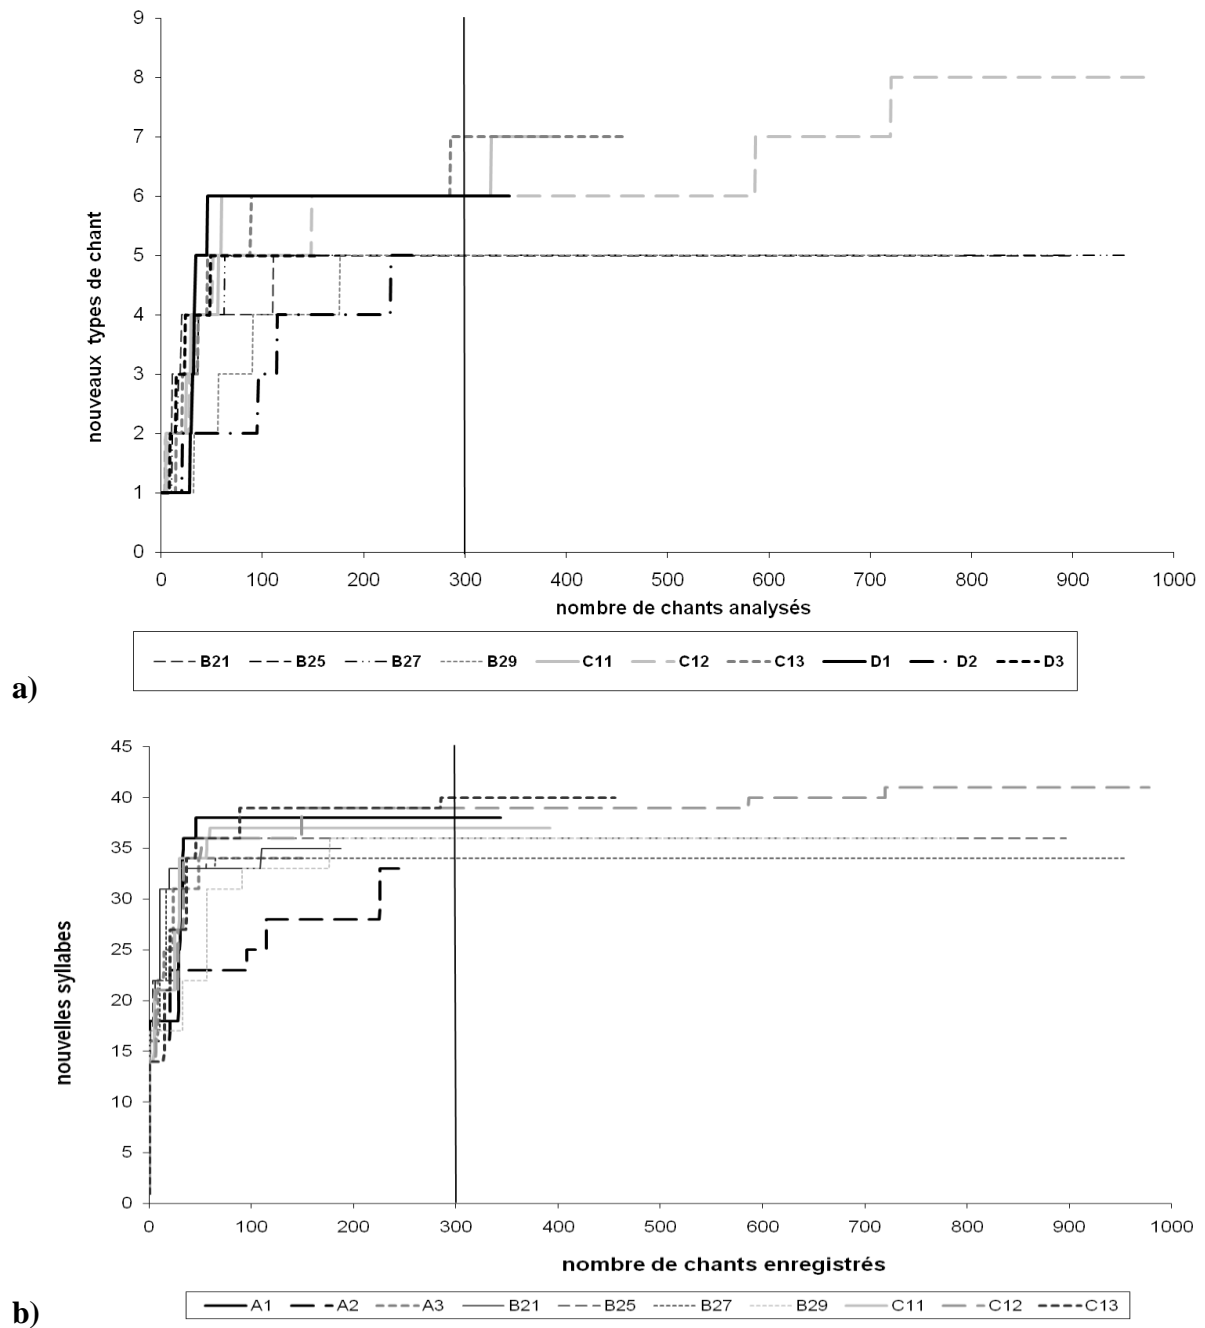 9
8
7
6
5
4
3
2
1
0
nouveaux types de chant
0 100 200 300 400 500 600 700 800 900 1000
nombre de chants analysés
B21 B25 B27 B29 C11 C12 C13 D1 D2 D3
a)
45
40
35
30
25
20
15
10
5
0
nouvelles syllabes
0 100 200 300 400 500 600 700 800 900 1000
nombre de chants enregistrés
A1 A2 A3 B21 B25 B27 B29 C11 C12 C13
b)